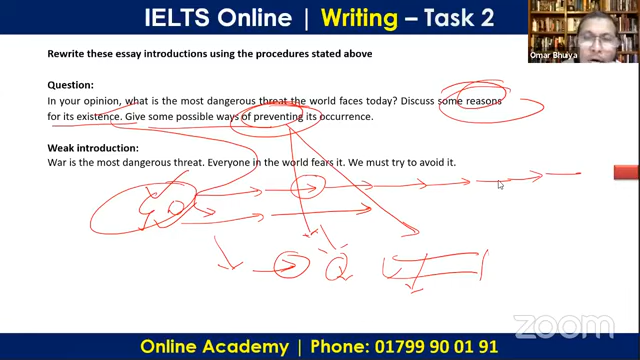 IELTS Online | Writing - Task 2
Omar Bhuiya
Rewrite these essay introductions using the procedures stated above
Question:
In your opinion, what is the most dangerous threat the world faces today? Discuss some reasons
for its existence. Give some possible ways of preventing its occurrence.
Weak introduction:
War is the most dangerous threat. Everyone in the world fears it. We must try to avoid it.
Q
zoom
Online Academy | Phone: 01799 90 01 91